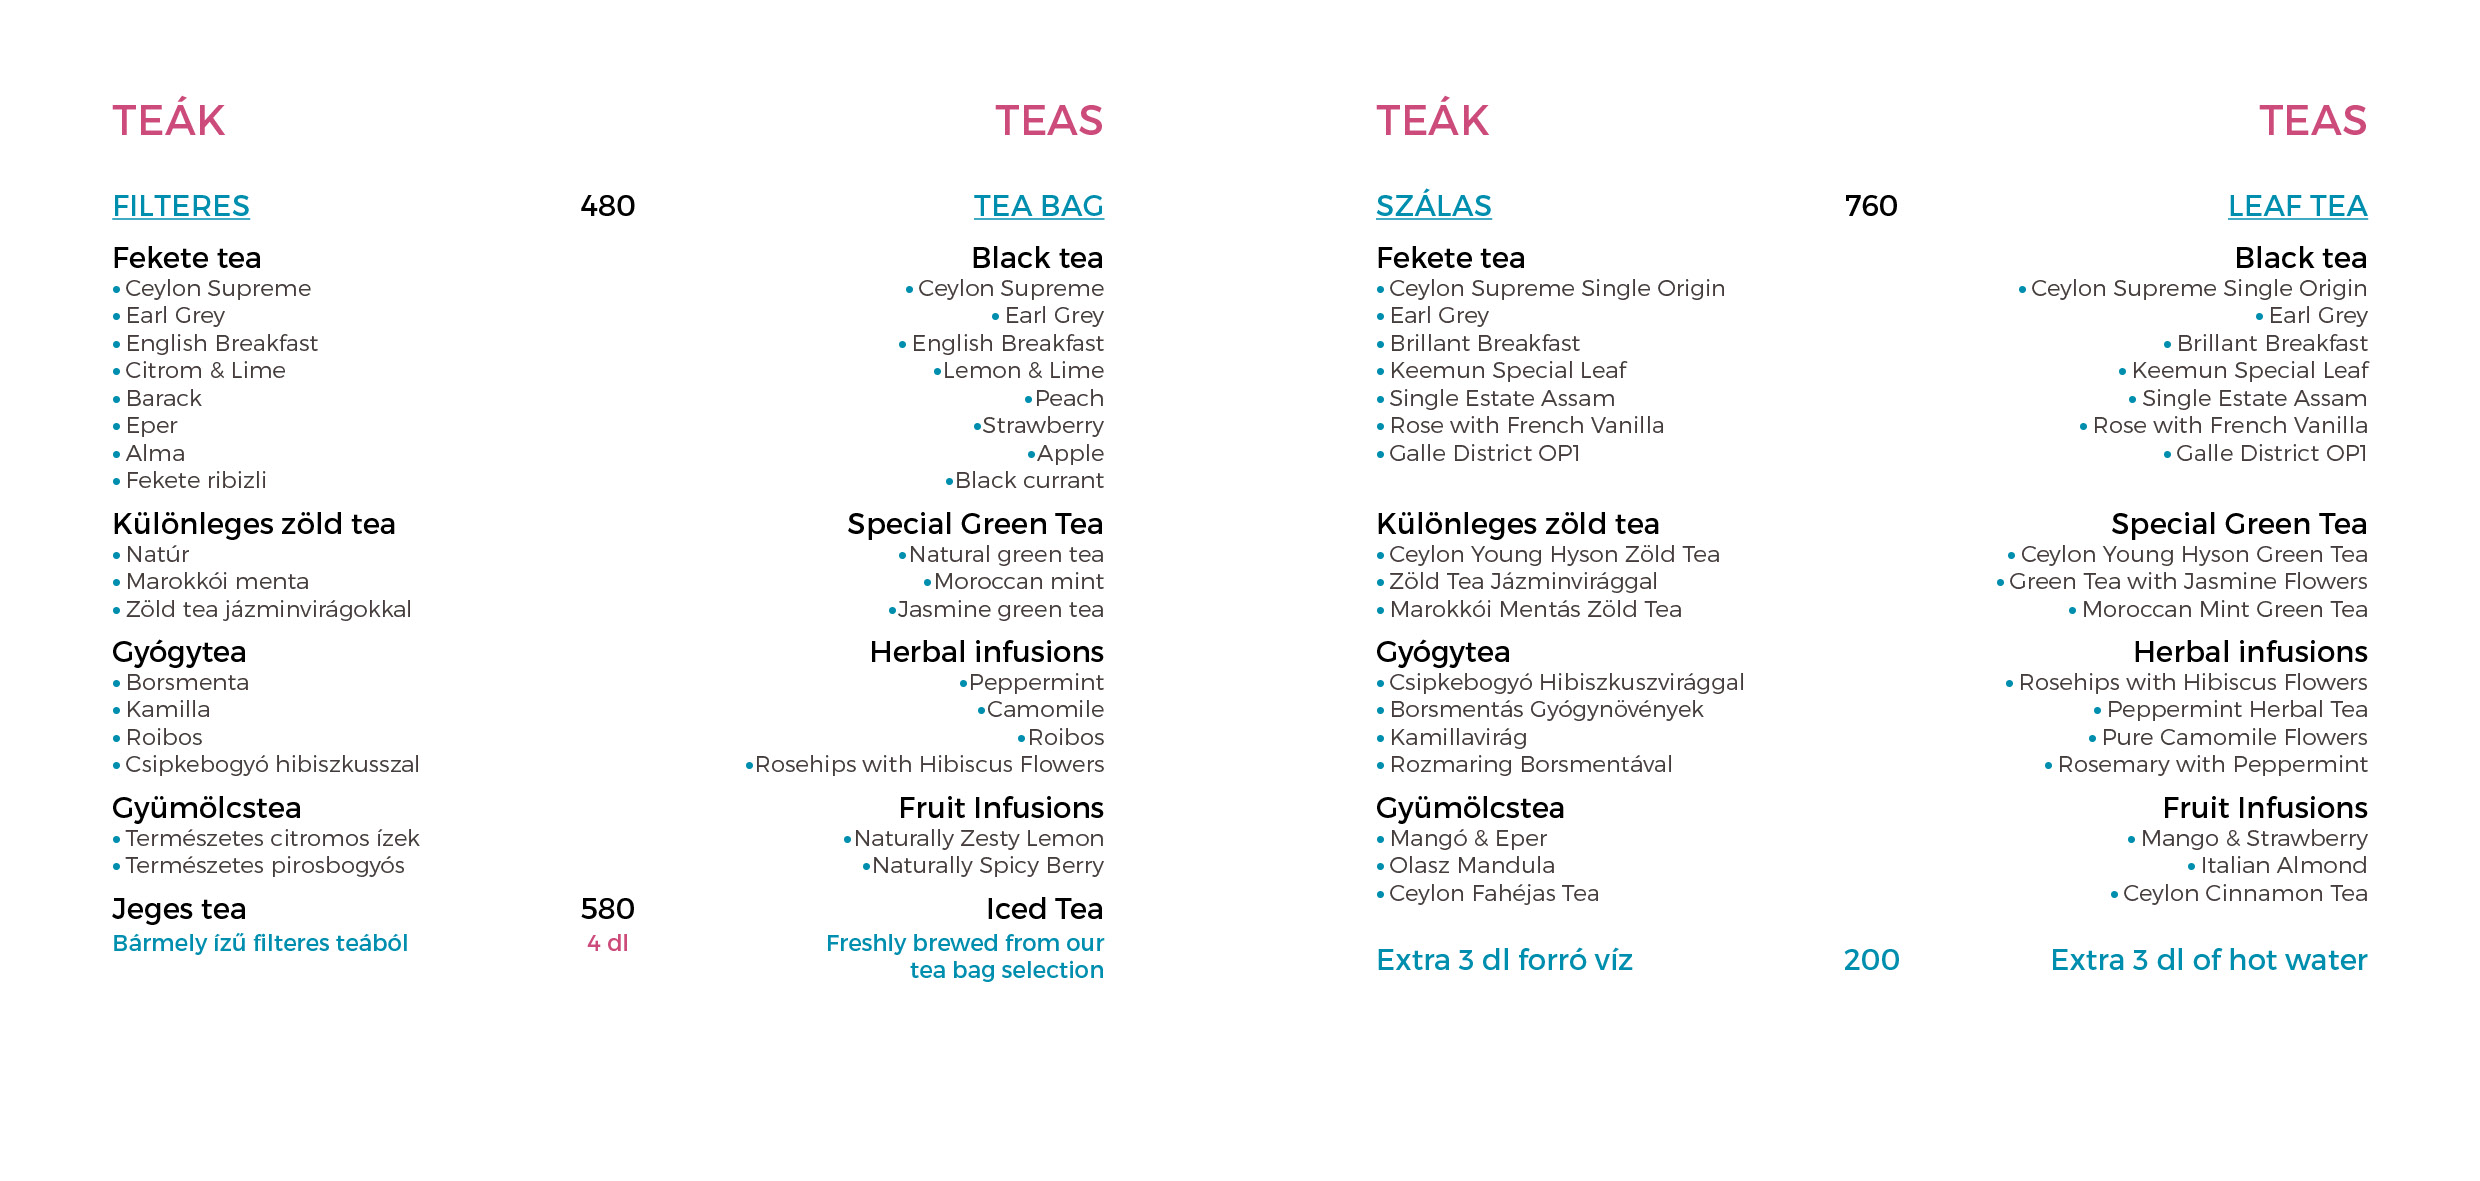 TEÁK TEAS
FILTERES 480 TEA BAG
Fekete tea Black tea
• Ceylon Supreme • Ceylon Supreme
• Earl Grey • Earl Grey
• English Breakfast • English Breakfast
• Citrom & Lime •Lemon & Lime
• Barack •Peach
• Eper •Strawberry
• Alma •Apple
• Fekete ribizli •Black currant
Különleges zöld tea Special Green Tea
• Natúr •Natural green tea
• Marokkói menta •Moroccan mint
• Zöld tea jázminvirágokkal •Jasmine green tea
Gyógytea Herbal infusions
• Borsmenta •Peppermint
• Kamilla •Camomile
• Roibos •Roibos
• Csipkebogyó hibiszkusszal •Rosehips with Hibiscus Flowers
Gyümölcstea Fruit Infusions
• Természetes citromos ízek •Naturally Zesty Lemon
• Természetes pirosbogyós •Naturally Spicy Berry
Jeges tea 580 Iced Tea
Bármely ízű filteres teából 4 dl Freshly brewed from our
tea bag selection
TEÁK TEAS
SZÁLAS 760 LEAF TEA
Fekete tea Black tea
• Ceylon Supreme Single Origin • Ceylon Supreme Single Origin
• Earl Grey • Earl Grey
• Brillant Breakfast • Brillant Breakfast
• Keemun Special Leaf • Keemun Special Leaf
• Single Estate Assam • Single Estate Assam
• Rose with French Vanilla • Rose with French Vanilla
• Galle District OP1 • Galle District OP1
Különleges zöld tea Special Green Tea
• Ceylon Young Hyson Zöld Tea • Ceylon Young Hyson Green Tea
• Zöld Tea Jázminvirággal • Green Tea with Jasmine Flowers
• Marokkói Mentás Zöld Tea • Moroccan Mint Green Tea
Gyógytea Herbal infusions
• Csipkebogyó Hibiszkuszvirággal • Rosehips with Hibiscus Flowers
• Borsmentás Gyógynövények • Peppermint Herbal Tea
• Kamillavirág • Pure Camomile Flowers
• Rozmaring Borsmentával • Rosemary with Peppermint
Gyümölcstea Fruit Infusions
• Mangó & Eper • Mango & Strawberry
• Olasz Mandula • Italian Almond
• Ceylon Fahéjas Tea • Ceylon Cinnamon Tea
Extra 3 dl forró víz 200 Extra 3 dl of hot water